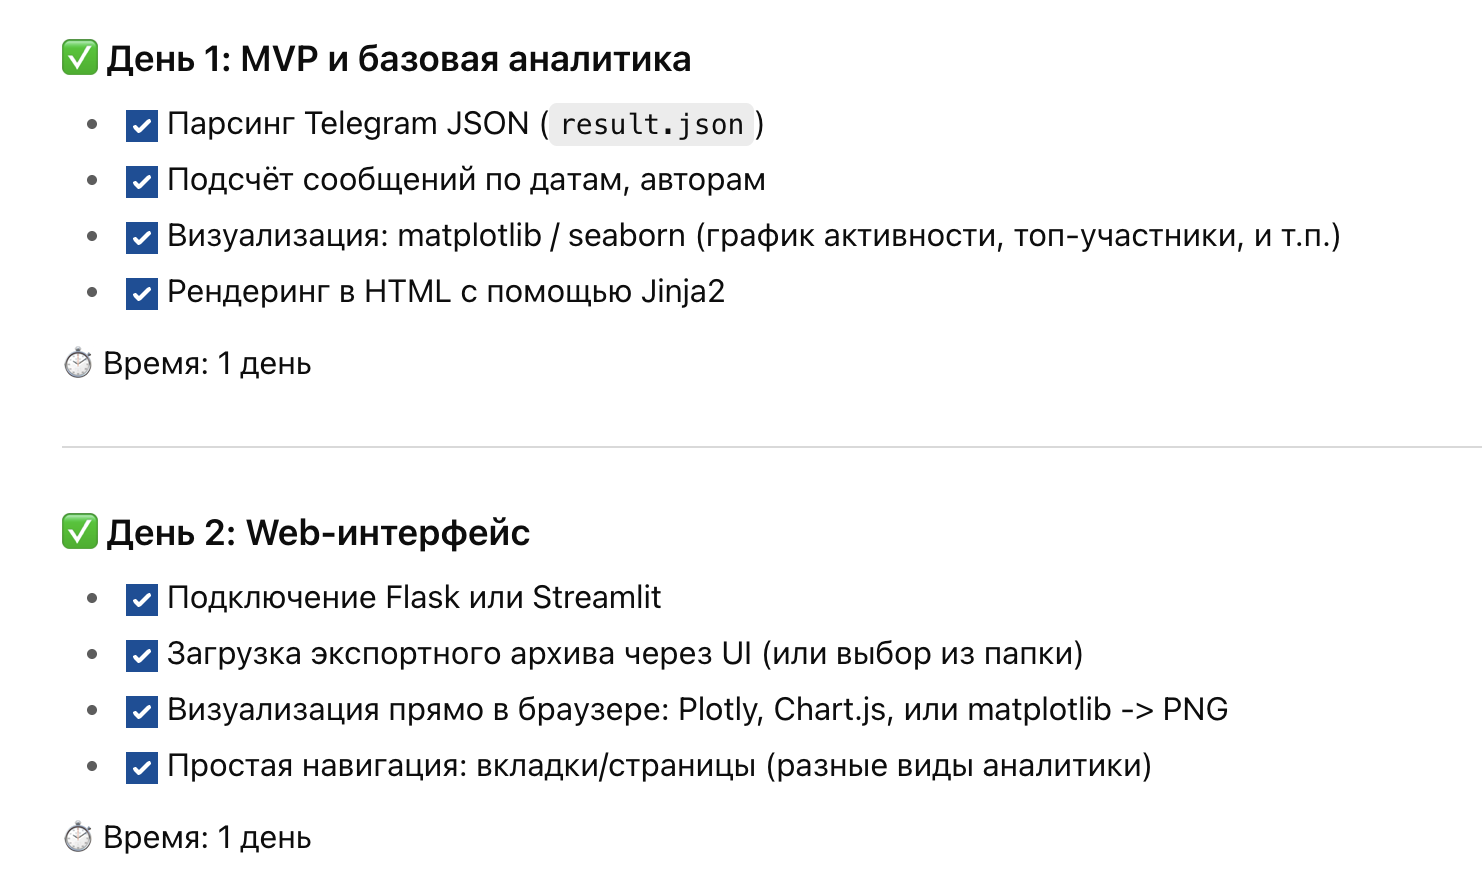 ✅ День 1: MVP и базовая аналитика
• ☑ Парсинг Telegram JSON (result.json)
• ☑ Подсчёт сообщений по датам, авторам
• ☑ Визуализация: matplotlib / seaborn (график активности, топ-участники, и т.п.)
• ☑ Рендеринг в HTML с помощью Jinja2
⏱ Время: 1 день
✅ День 2: Web-интерфейс
• ☑ Подключение Flask или Streamlit
• ☑ Загрузка экспортного архива через UI (или выбор из папки)
• ☑ Визуализация прямо в браузере: Plotly, Chart.js, или matplotlib -> PNG
• ☑ Простая навигация: вкладки/страницы (разные виды аналитики)
⏱ Время: 1 день